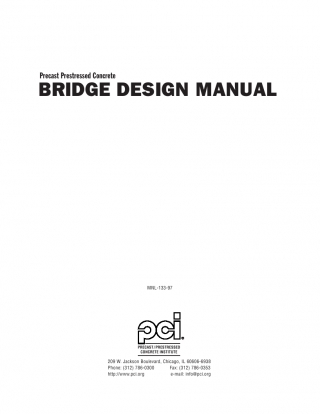 Precast Prestressed Concrete
BRIDGE DESIGN MANUAL
MNL-133-97
pci
PRECAST/PRESTRESSED
CONCRETE INSTITUTE
209 W. Jackson Boulevard, Chicago, IL 60606-6938
Phone: (312) 786-0300 Fax: (312) 786-0353
http://www.pci.org e-mail: info@pci.org